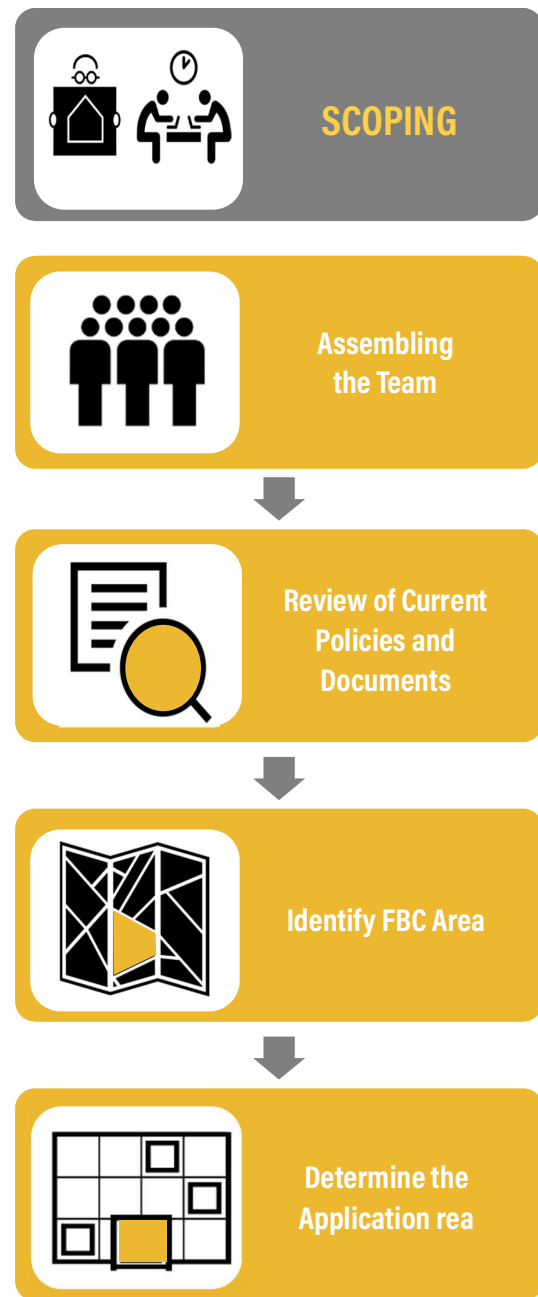 SCOPING
Assembling
the Team
Review of Current
Policies and
Documents
Identify FBC Area
Determine the
Application rea